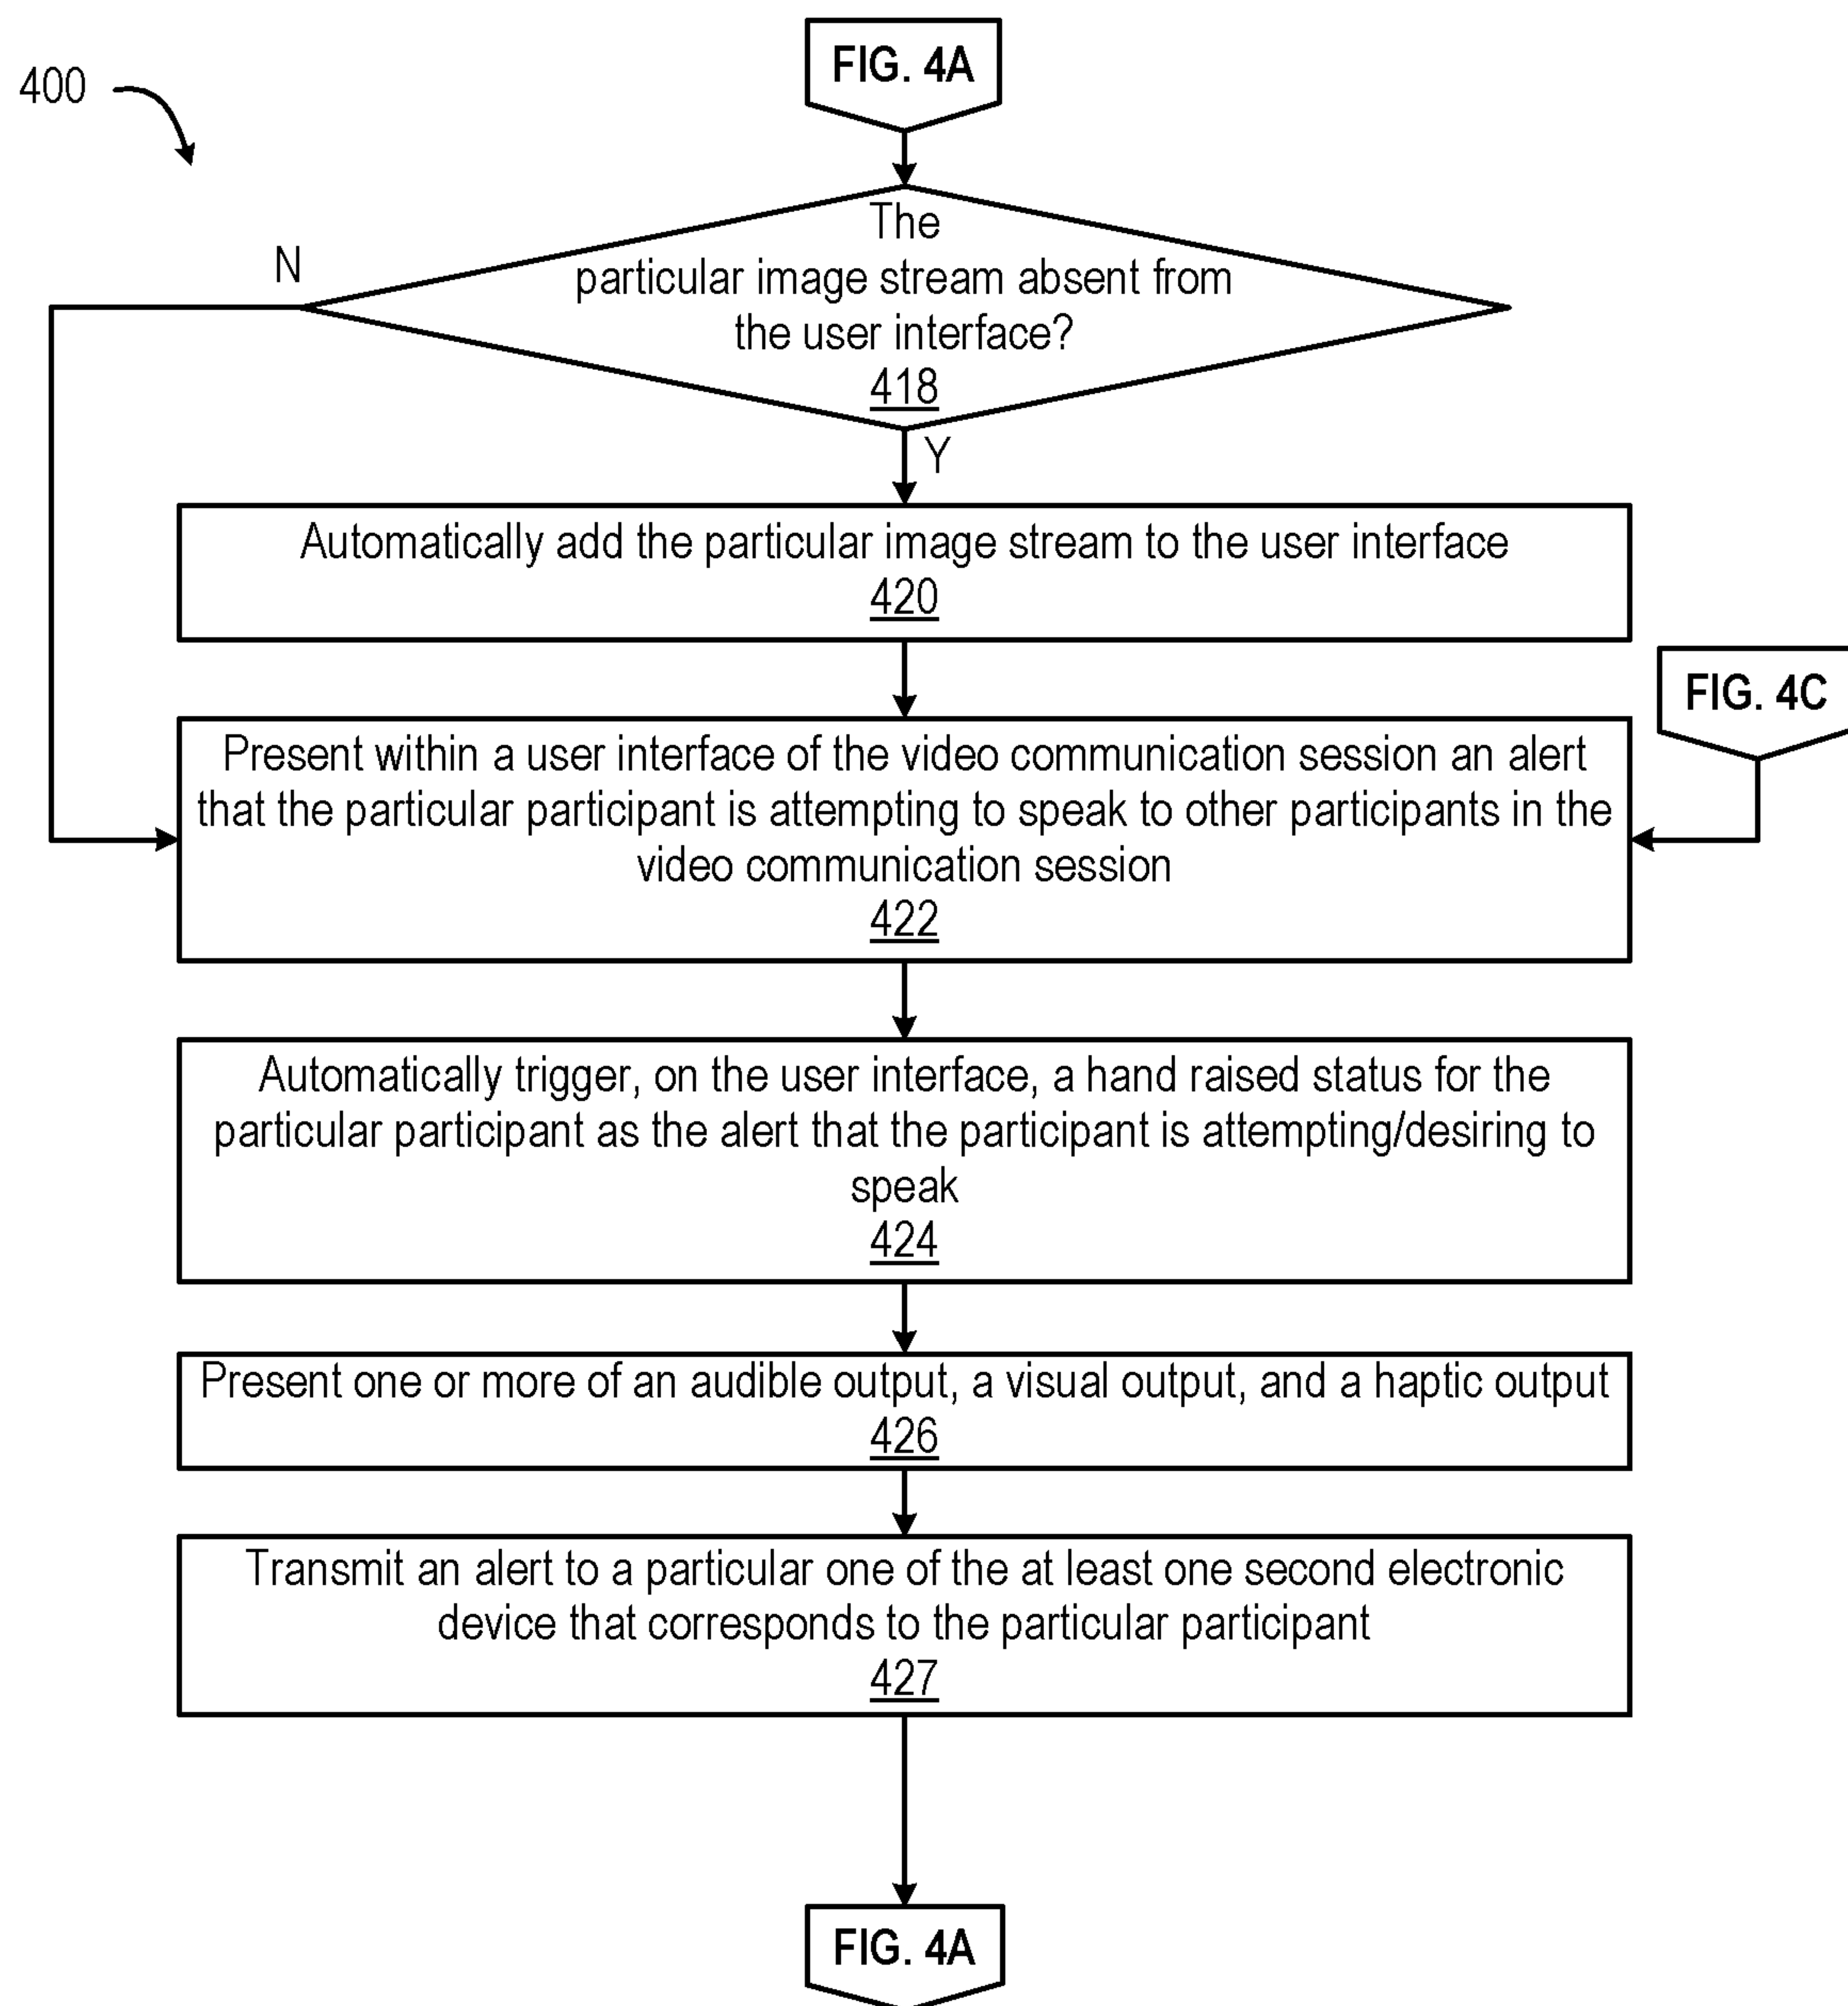 FIG. 4A
400
The
particular image stream absent from
the user interface?
418
N
Y
Automatically add the particular image stream to the user interface
420
FIG. 4C
Present within a user interface of the video communication session an alert
that the particular participant is attempting to speak to other participants in the
video communication session
422
Automatically trigger, on the user interface, a hand raised status for the
particular participant as the alert that the participant is attempting/desiring to
speak
424
Present one or more of an audible output, a visual output, and a haptic output
426
Transmit an alert to a particular one of the at least one second electronic
device that corresponds to the particular participant
427
FIG. 4A